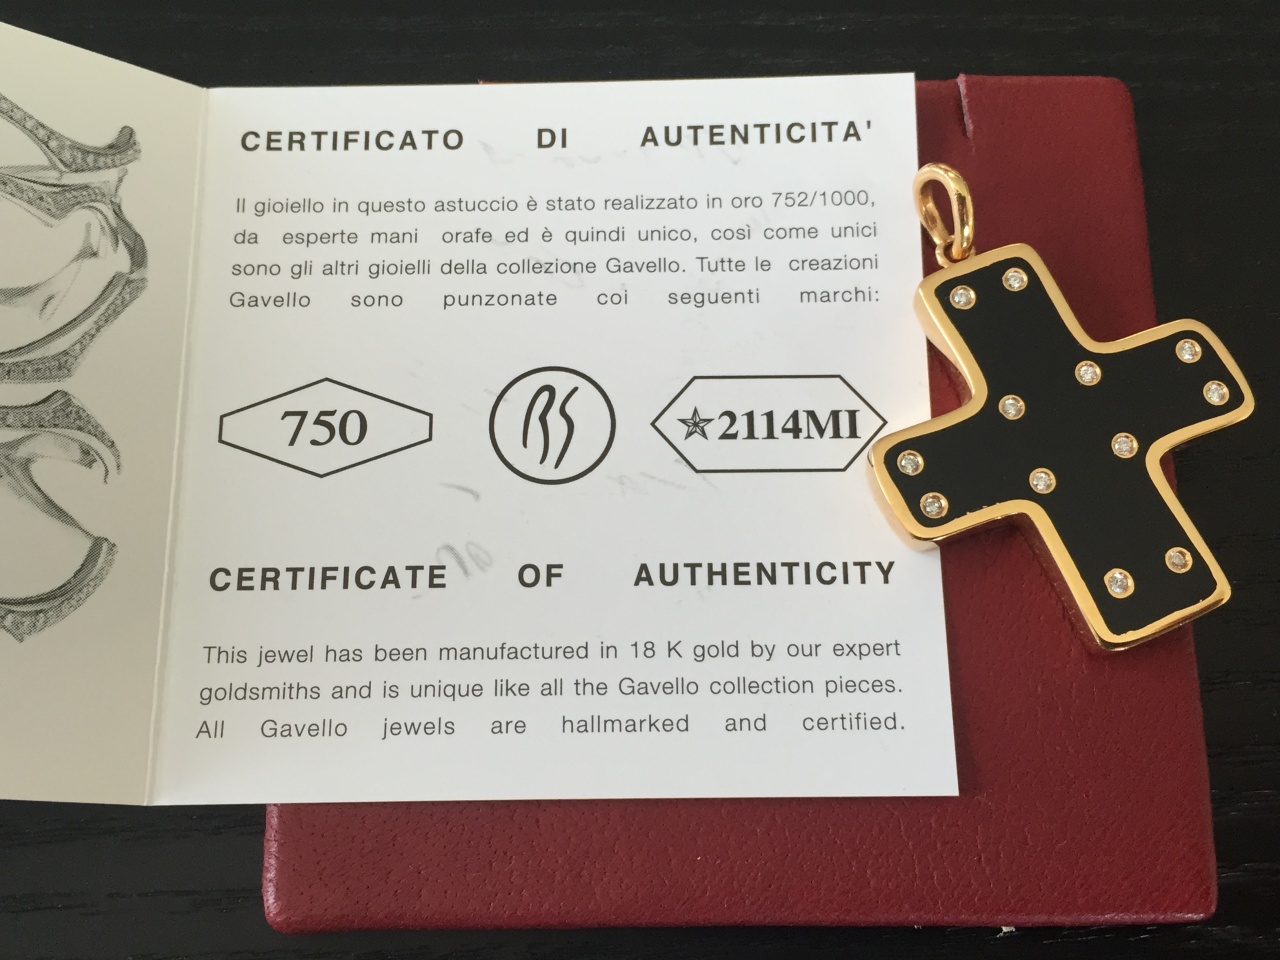 CERTIFICATO DI AUTENTICITA'
Il gioiello in questo astuccio è stato realizzato in oro 752/1000,
da esperte mani orafe ed è quindi unico, così come unici
sono gli altri gioielli della collezione Gavello. Tutte le creazioni
Gavello sono punzonate coi seguenti marchi:
750
BS
★2114MI
CERTIFICATE OF AUTHENTICITY
This jewel has been manufactured in 18 K gold by our expert
goldsmiths and is unique like all the Gavello collection pieces.
All Gavello jewels are hallmarked and certified.